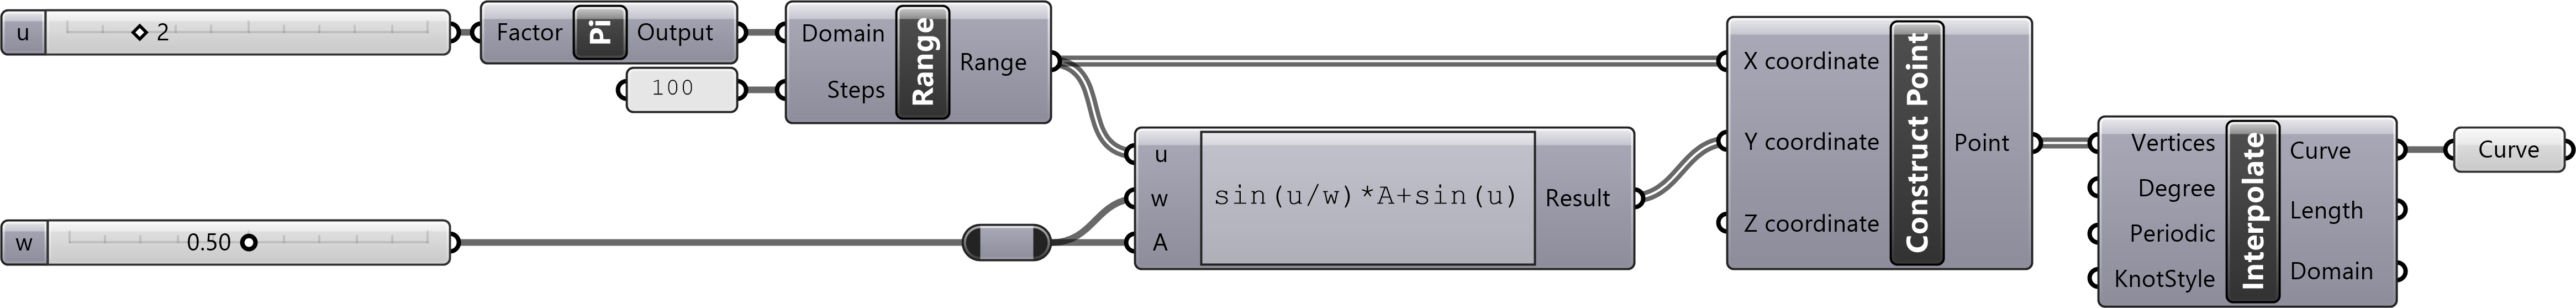 u 2
Factor Pi Output
100
Domain
Steps
Range
Range
w 0.50
u
w
A
sin(u/w)*A+sin(u)
Result
X coordinate
Y coordinate
Z coordinate
Construct Point
Point
Vertices
Degree
Periodic
KnotStyle
Interpolate
Curve
Length
Domain
Curve